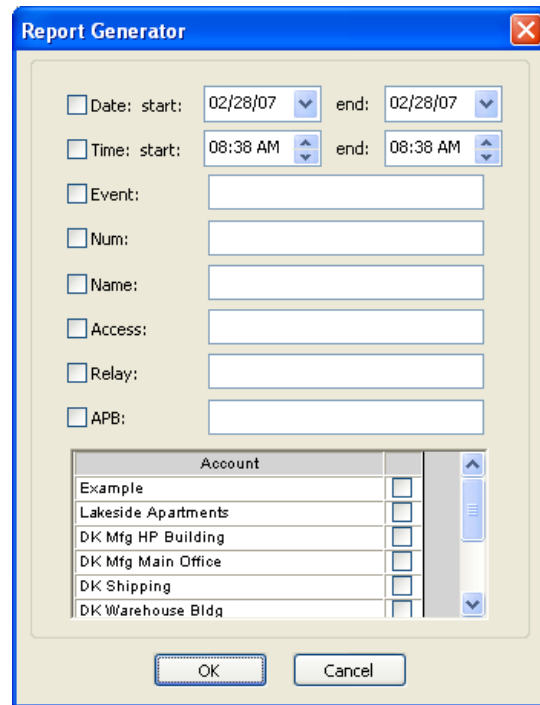 Report Generator
Date: start: 02/28/07 end: 02/28/07
Time: start: 08:38 AM end: 08:38 AM
Event:
Num:
Name:
Access:
Relay:
APB:
Account
Example
Lakeside Apartments
DK Mfg HP Building
DK Mfg Main Office
DK Shipping
DK Warehouse Bldg
OK Cancel